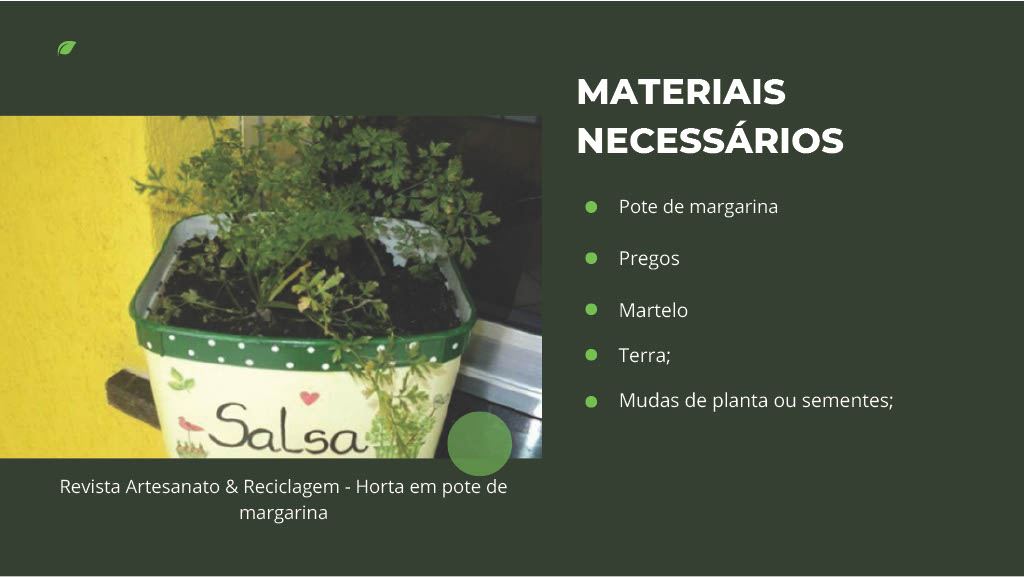 MATERIAIS
NECESSÁRIOS
Pote de margarina
Pregos
Martelo
Terra;
Mudas de planta ou sementes;
Salsa
Revista Artesanato & Reciclagem - Horta em pote de
margarina